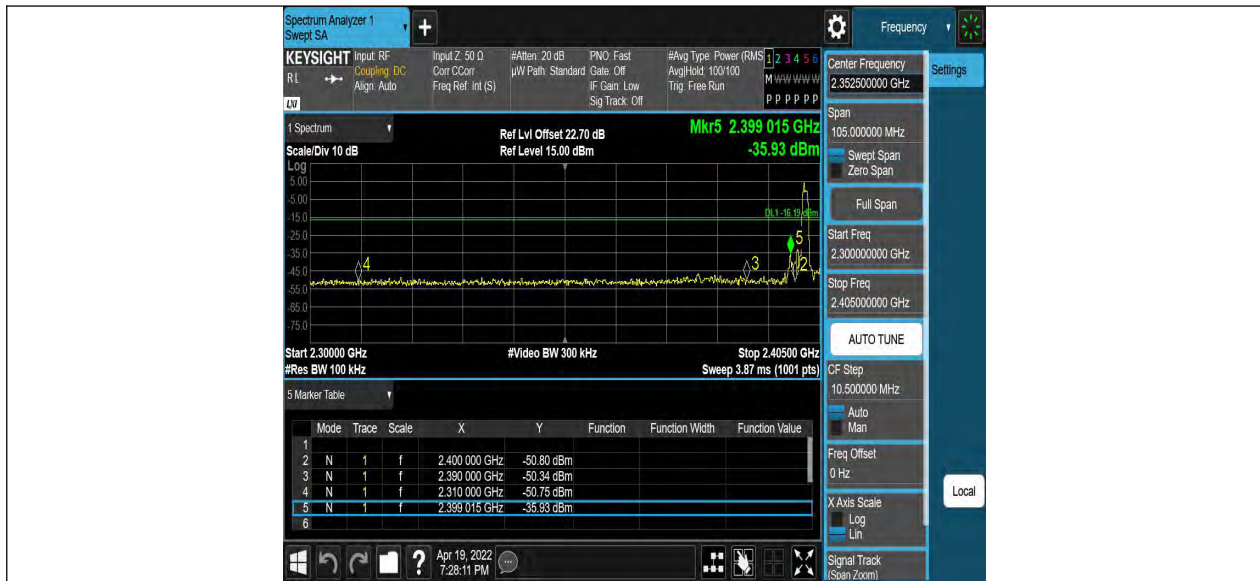 Spectrum Analyzer 1
Swept SA
+
Frequency
KEYSIGHT
RL
LXI
Input: RF
Coupling: DC
Align: Auto
Input Z: 50 Ω
Corr CCorr
Freq Ref: Int (S)
#Atten: 20 dB
µW Path: Standard
PNO: Fast
Gate: Off
IF Gain: Low
Sig Track: Off
#Avg Type: Power (RMS
Avg|Hold: 100/100
Trig: Free Run
1 2 3 4 5 6
M W W W W W
P P P P P P
1 Spectrum
Scale/Div 10 dB
Ref Lvl Offset 22.70 dB
Ref Level 15.00 dBm
Mkr5 2.399 015 GHz
-35.93 dBm
Log
5.00
-5.00
-15.0
-25.0
-35.0
-45.0
-55.0
-65.0
-75.0
DL1 -16.19 dBm
4
3
5
2
Start 2.30000 GHz
#Video BW 300 kHz
Stop 2.40500 GHz
#Res BW 100 kHz
Sweep 3.87 ms (1001 pts)
5 Marker Table
Mode Trace Scale X Y Function Function Width Function Value
1
2 N 1 f 2.400 000 GHz -50.80 dBm
3 N 1 f 2.390 000 GHz -50.34 dBm
4 N 1 f 2.310 000 GHz -50.75 dBm
5 N 1 f 2.399 015 GHz -35.93 dBm
6
?
Apr 19, 2022
7:28:11 PM
Center Frequency
2.352500000 GHz
Settings
Span
105.000000 MHz
Swept Span
Zero Span
Full Span
Start Freq
2.300000000 GHz
Stop Freq
2.405000000 GHz
AUTO TUNE
CF Step
10.500000 MHz
Auto
Man
Freq Offset
0 Hz
Local
X Axis Scale
Log
Lin
Signal Track
(Span Zoom)